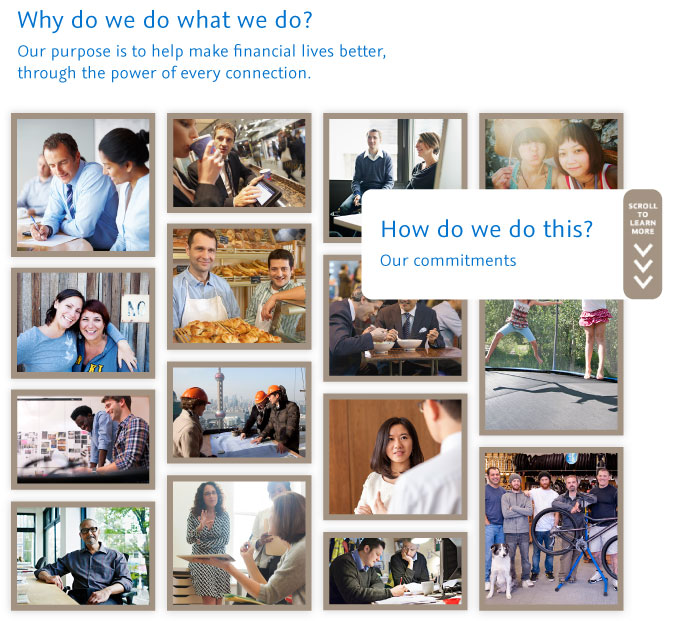 Why do we do what we do?
Our purpose is to help make financial lives better,
through the power of every connection.
How do we do this?
Our commitments
SCROLL
TO
LEARN
MORE